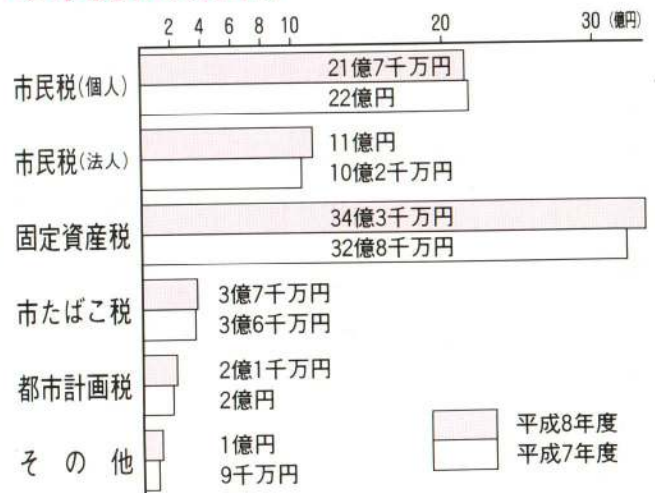 2 4 6 8 10 20 30 (億円)
市民税(個人)
21億7千万円
22億円
市民税(法人)
11億円
10億2千万円
固定資産税
34億3千万円
32億8千万円
市たばこ税
3億7千万円
3億6千万円
都市計画税
2億1千万円
2億円
その他
1億円
9千万円
平成8年度
平成7年度